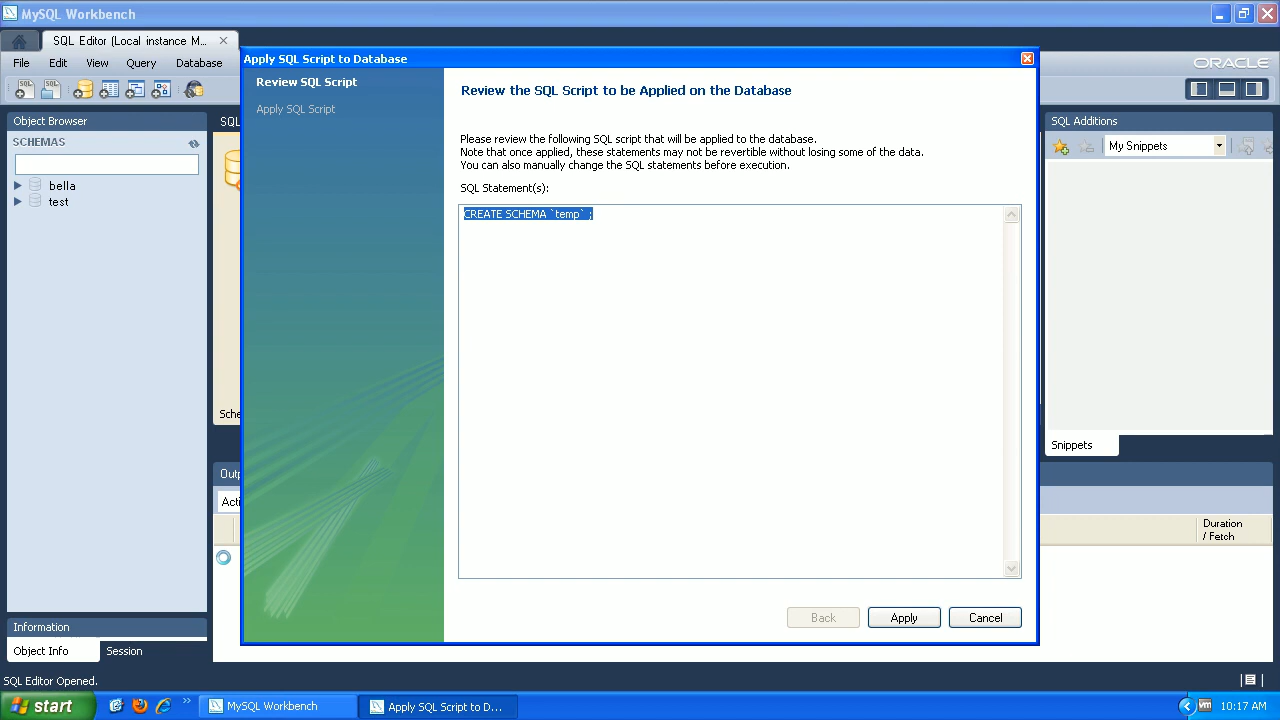 MySQL Workbench
SQL Editor (Local instance M...
File Edit View Query Database
ORACLE
Apply SQL Script to Database
Review SQL Script
Apply SQL Script
Review the SQL Script to be Applied on the Database
Please review the following SQL script that will be applied to the database.
Note that once applied, these statements may not be revertible without losing some of the data.
You can also manually change the SQL statements before execution.
SQL Statement(s):
CREATE SCHEMA `temp` ;
Back Apply Cancel
Object Browser
SCHEMAS
bella
test
SQL
Sche
Outp
Acti
SQL Additions
My Snippets
Snippets
Duration
/ Fetch
Information
Object Info Session
SQL Editor Opened.
start
MySQL Workbench
Apply SQL Script to D...
10:17 AM